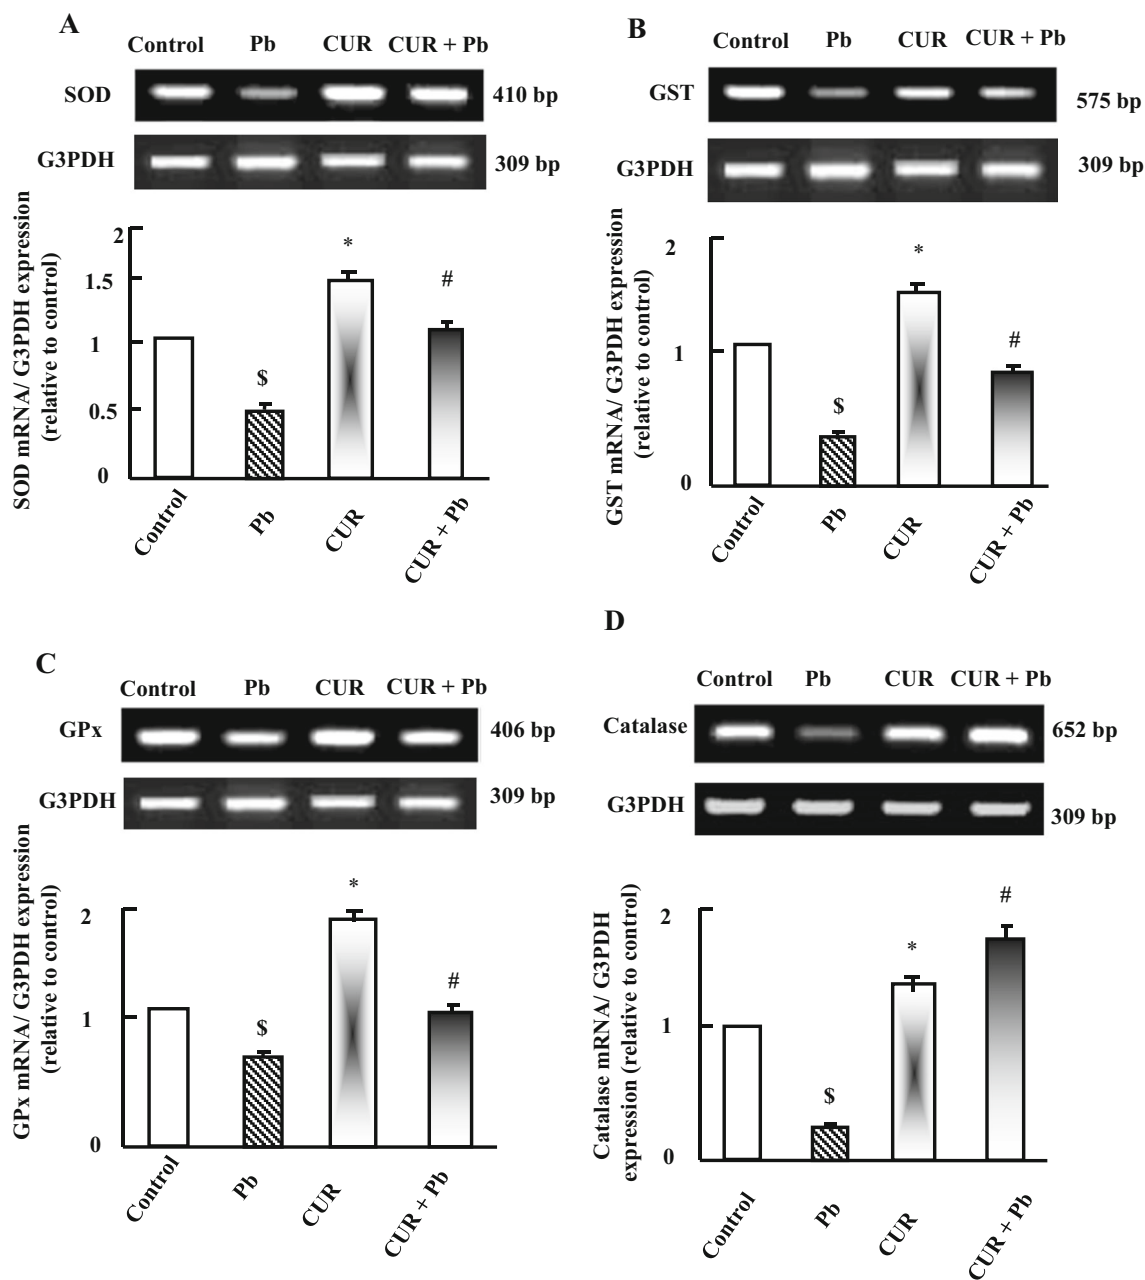 A
Control Pb CUR CUR + Pb
SOD 410 bp
G3PDH 309 bp
SOD mRNA/ G3PDH expression
(relative to control)
2
1.5
1
0.5
0
*
#
$
Control Pb CUR CUR + Pb
B
Control Pb CUR CUR + Pb
GST 575 bp
G3PDH 309 bp
GST mRNA/ G3PDH expression
(relative to control)
2
1
0
*
#
$
Control Pb CUR CUR + Pb
C
Control Pb CUR CUR + Pb
GPx 406 bp
G3PDH 309 bp
GPx mRNA/ G3PDH expression
(relative to control)
2
1
0
*
#
$
Control Pb CUR CUR + Pb
D
Control Pb CUR CUR + Pb
Catalase 652 bp
G3PDH 309 bp
Catalase mRNA/ G3PDH
expression (relative to control)
2
1
0
#
*
$
Control Pb CUR CUR + Pb